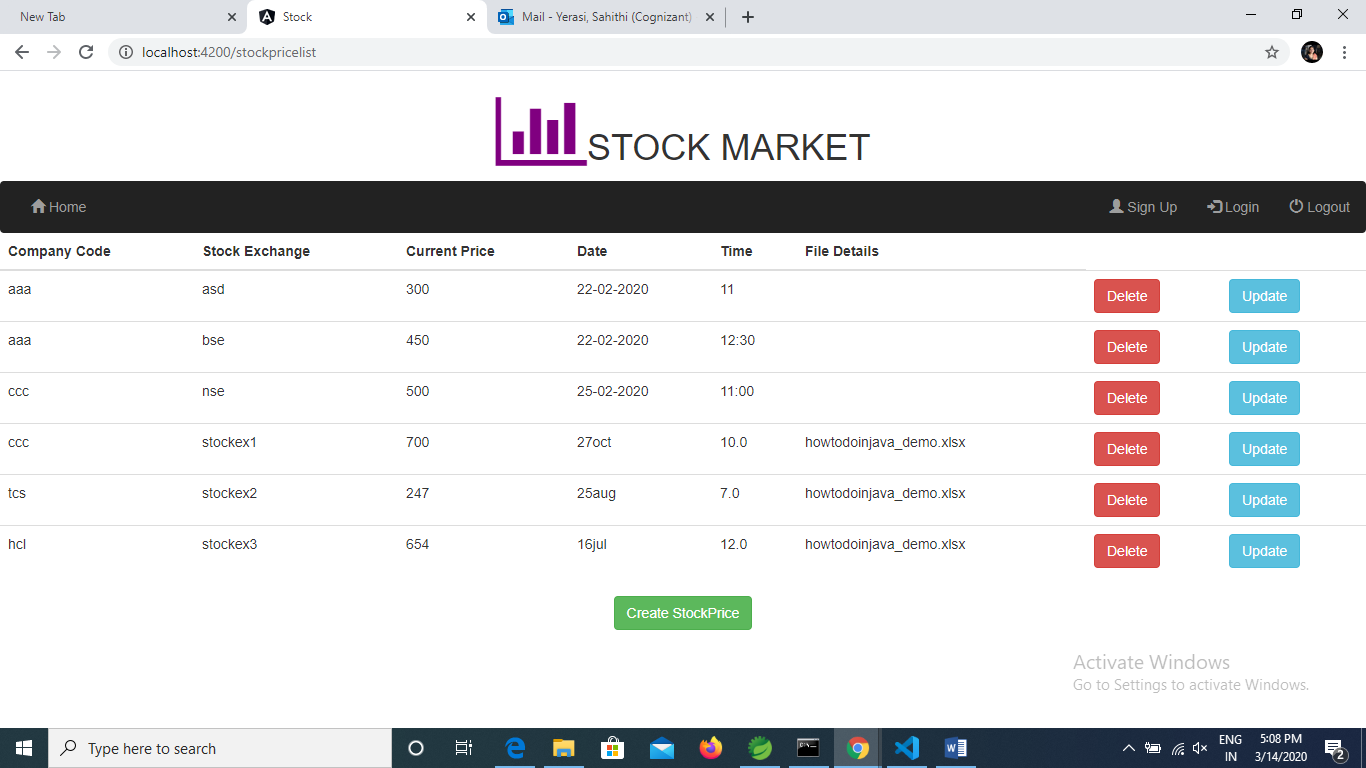 New Tab
Stock
Mail - Yerasi, Sahithi (Cognizant)
localhost:4200/stockpricelist
STOCK MARKET
Home
Sign Up
Login
Logout
Company Code Stock Exchange Current Price Date Time File Details
aaa asd 300 22-02-2020 11 Delete Update
aaa bse 450 22-02-2020 12:30 Delete Update
ccc nse 500 25-02-2020 11:00 Delete Update
ccc stockex1 700 27oct 10.0 howtodoinjava_demo.xlsx Delete Update
tcs stockex2 247 25aug 7.0 howtodoinjava_demo.xlsx Delete Update
hcl stockex3 654 16jul 12.0 howtodoinjava_demo.xlsx Delete Update
Create StockPrice
Activate Windows
Go to Settings to activate Windows.
Type here to search
ENG
IN
5:08 PM
3/14/2020
2